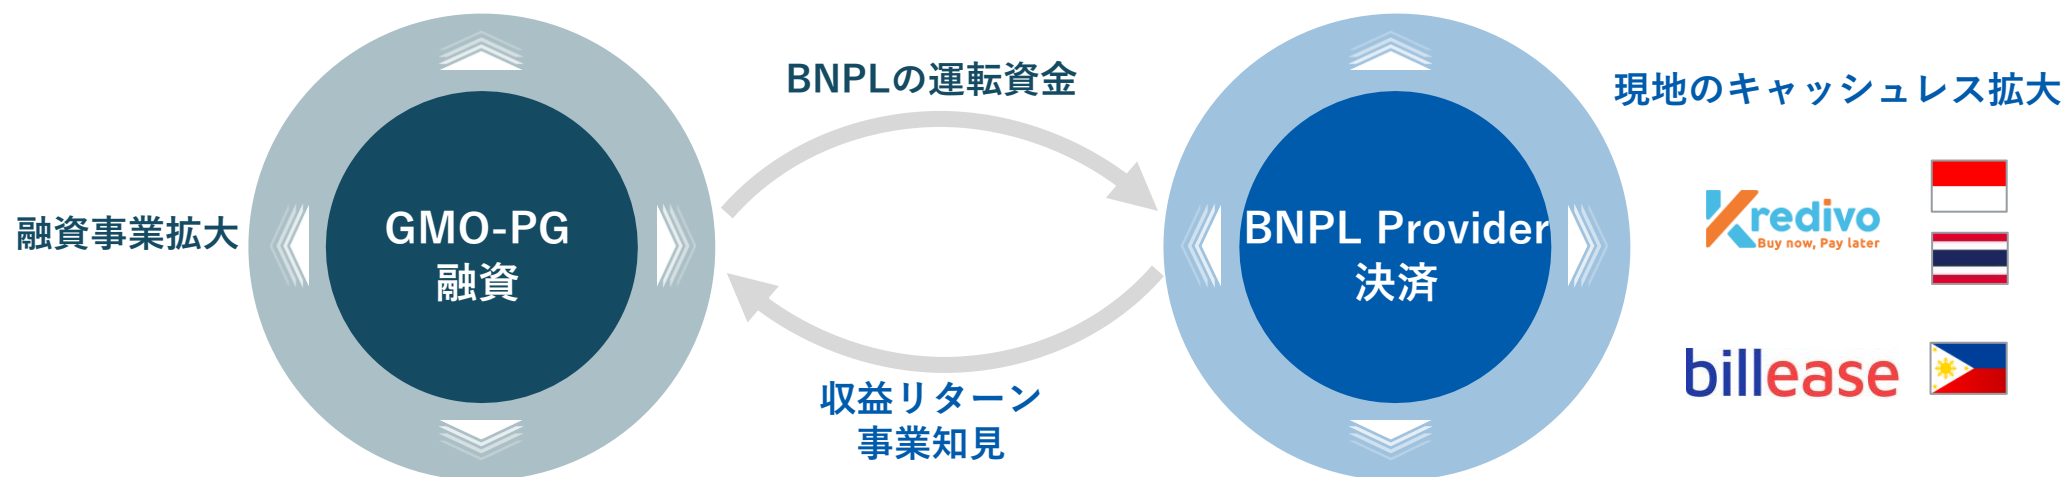 融資事業拡大
GMO-PG
融資
BNPLの運転資金
収益リターン
事業知見
BNPL Provider
決済
現地のキャッシュレス拡大
Kredivo
Buy now, Pay later
billease